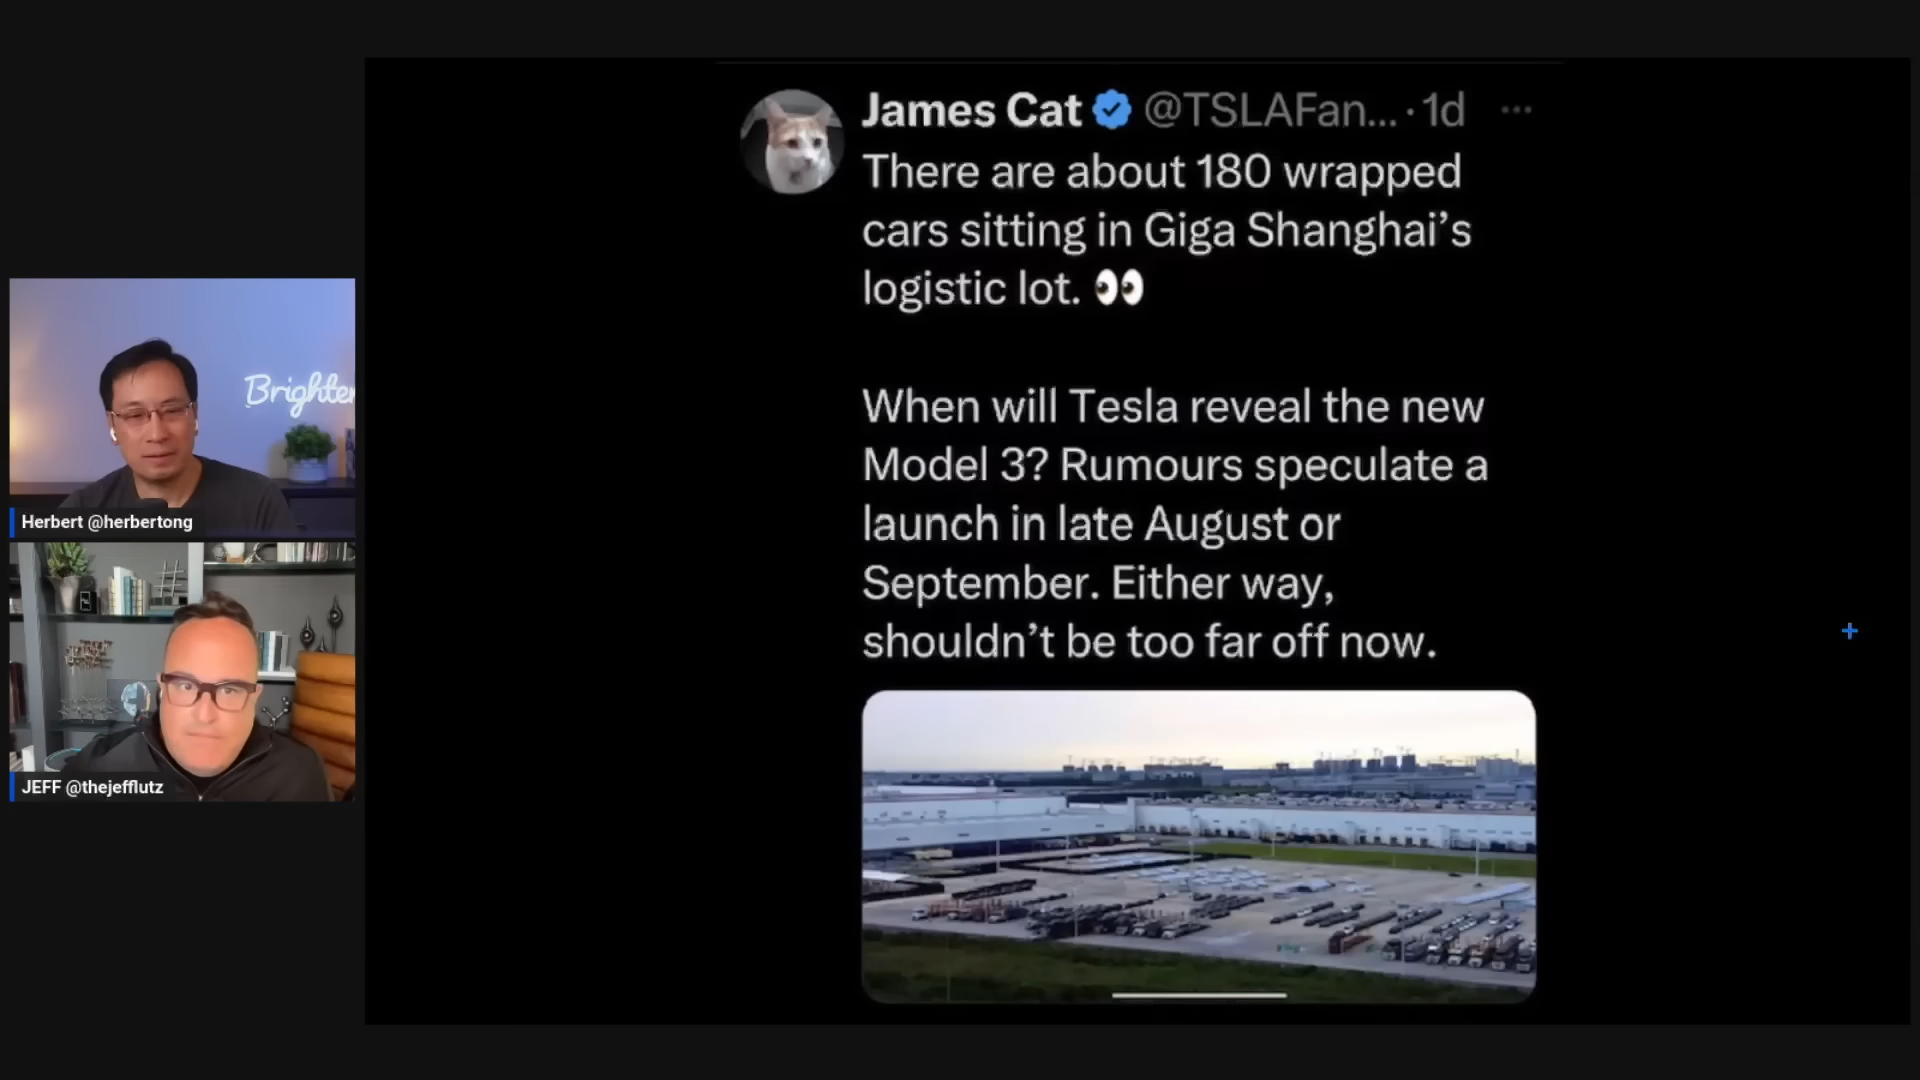 James Cat @TSLAFan... · 1d ...
There are about 180 wrapped
cars sitting in Giga Shanghai's
logistic lot. 👀
When will Tesla reveal the new
Model 3? Rumours speculate a
launch in late August or
September. Either way,
shouldn't be too far off now.
Brighter
Herbert @herbertong
JEFF @thejefflutz